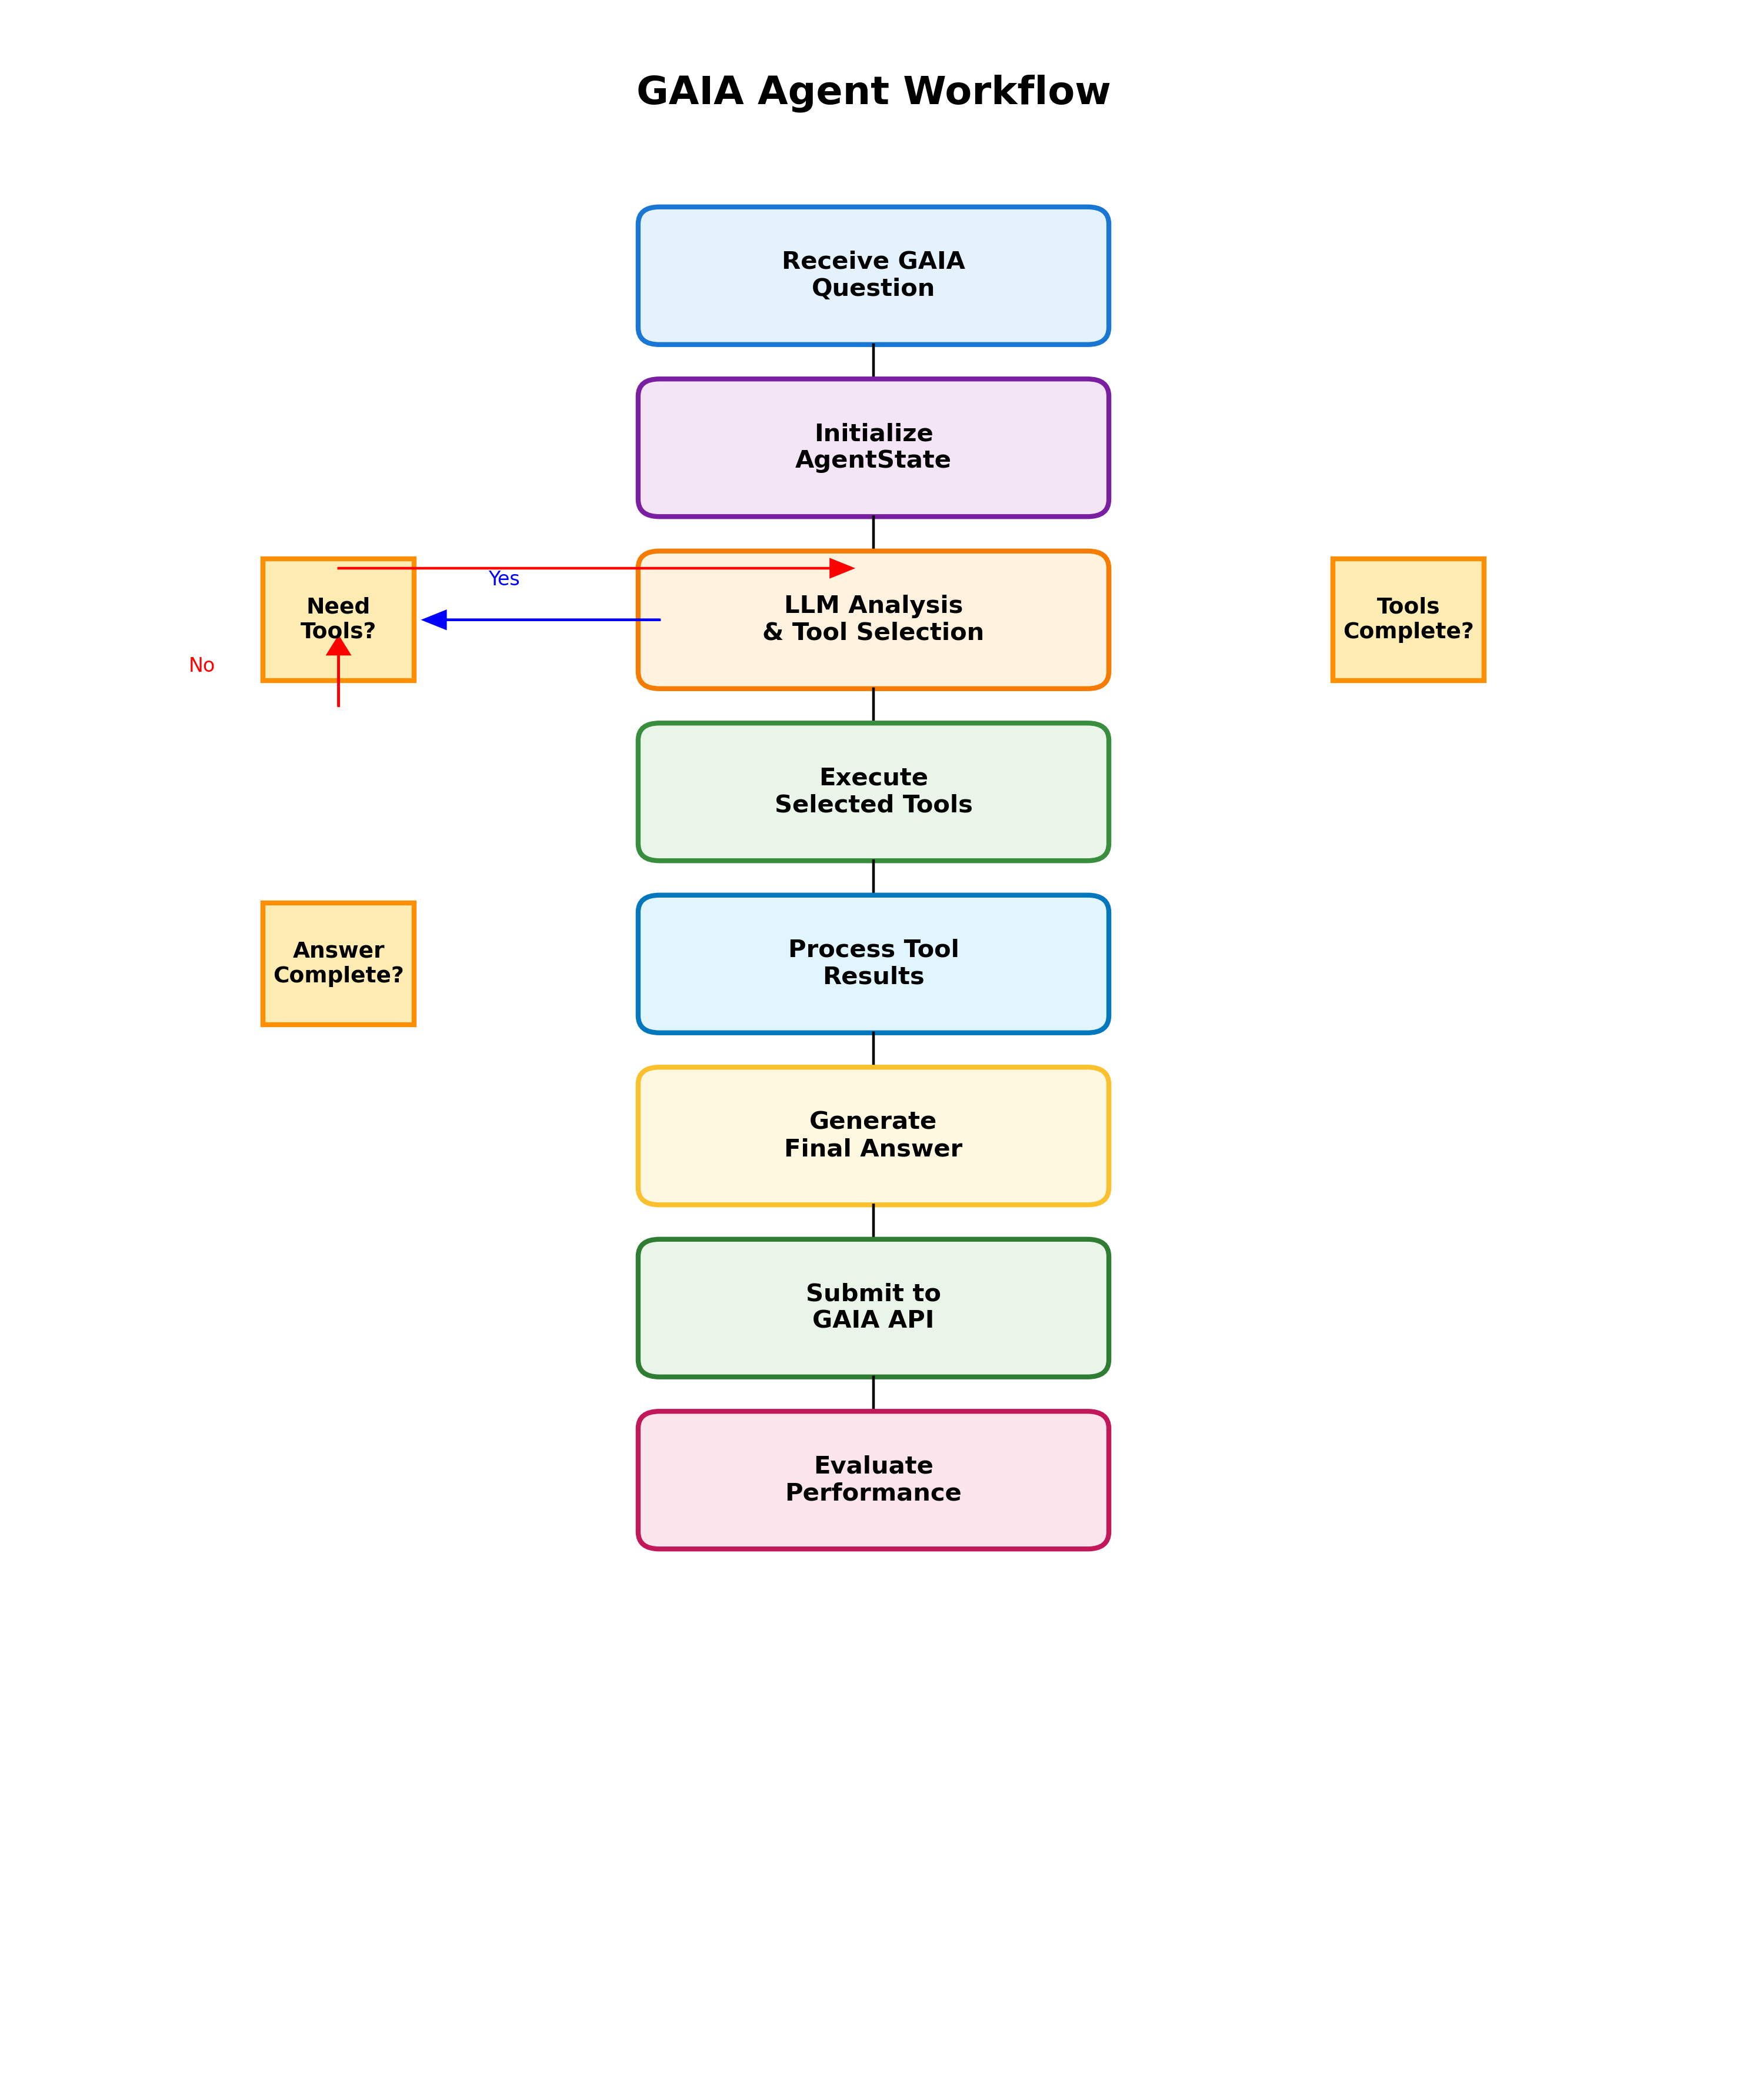 GAIA Agent Workflow
Receive GAIA
Question
Initialize
AgentState
Need
Tools?
Yes
No
LLM Analysis
& Tool Selection
Tools
Complete?
Execute
Selected Tools
Answer
Complete?
Process Tool
Results
Generate
Final Answer
Submit to
GAIA API
Evaluate
Performance